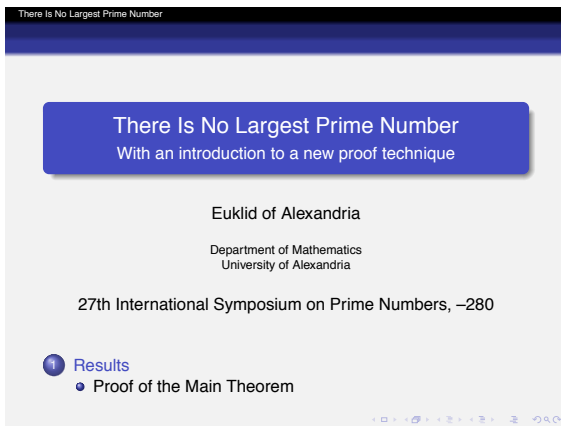 There Is No Largest Prime Number
There Is No Largest Prime Number
With an introduction to a new proof technique
Euklid of Alexandria
Department of Mathematics
University of Alexandria
27th International Symposium on Prime Numbers, –280
1 Results
Proof of the Main Theorem